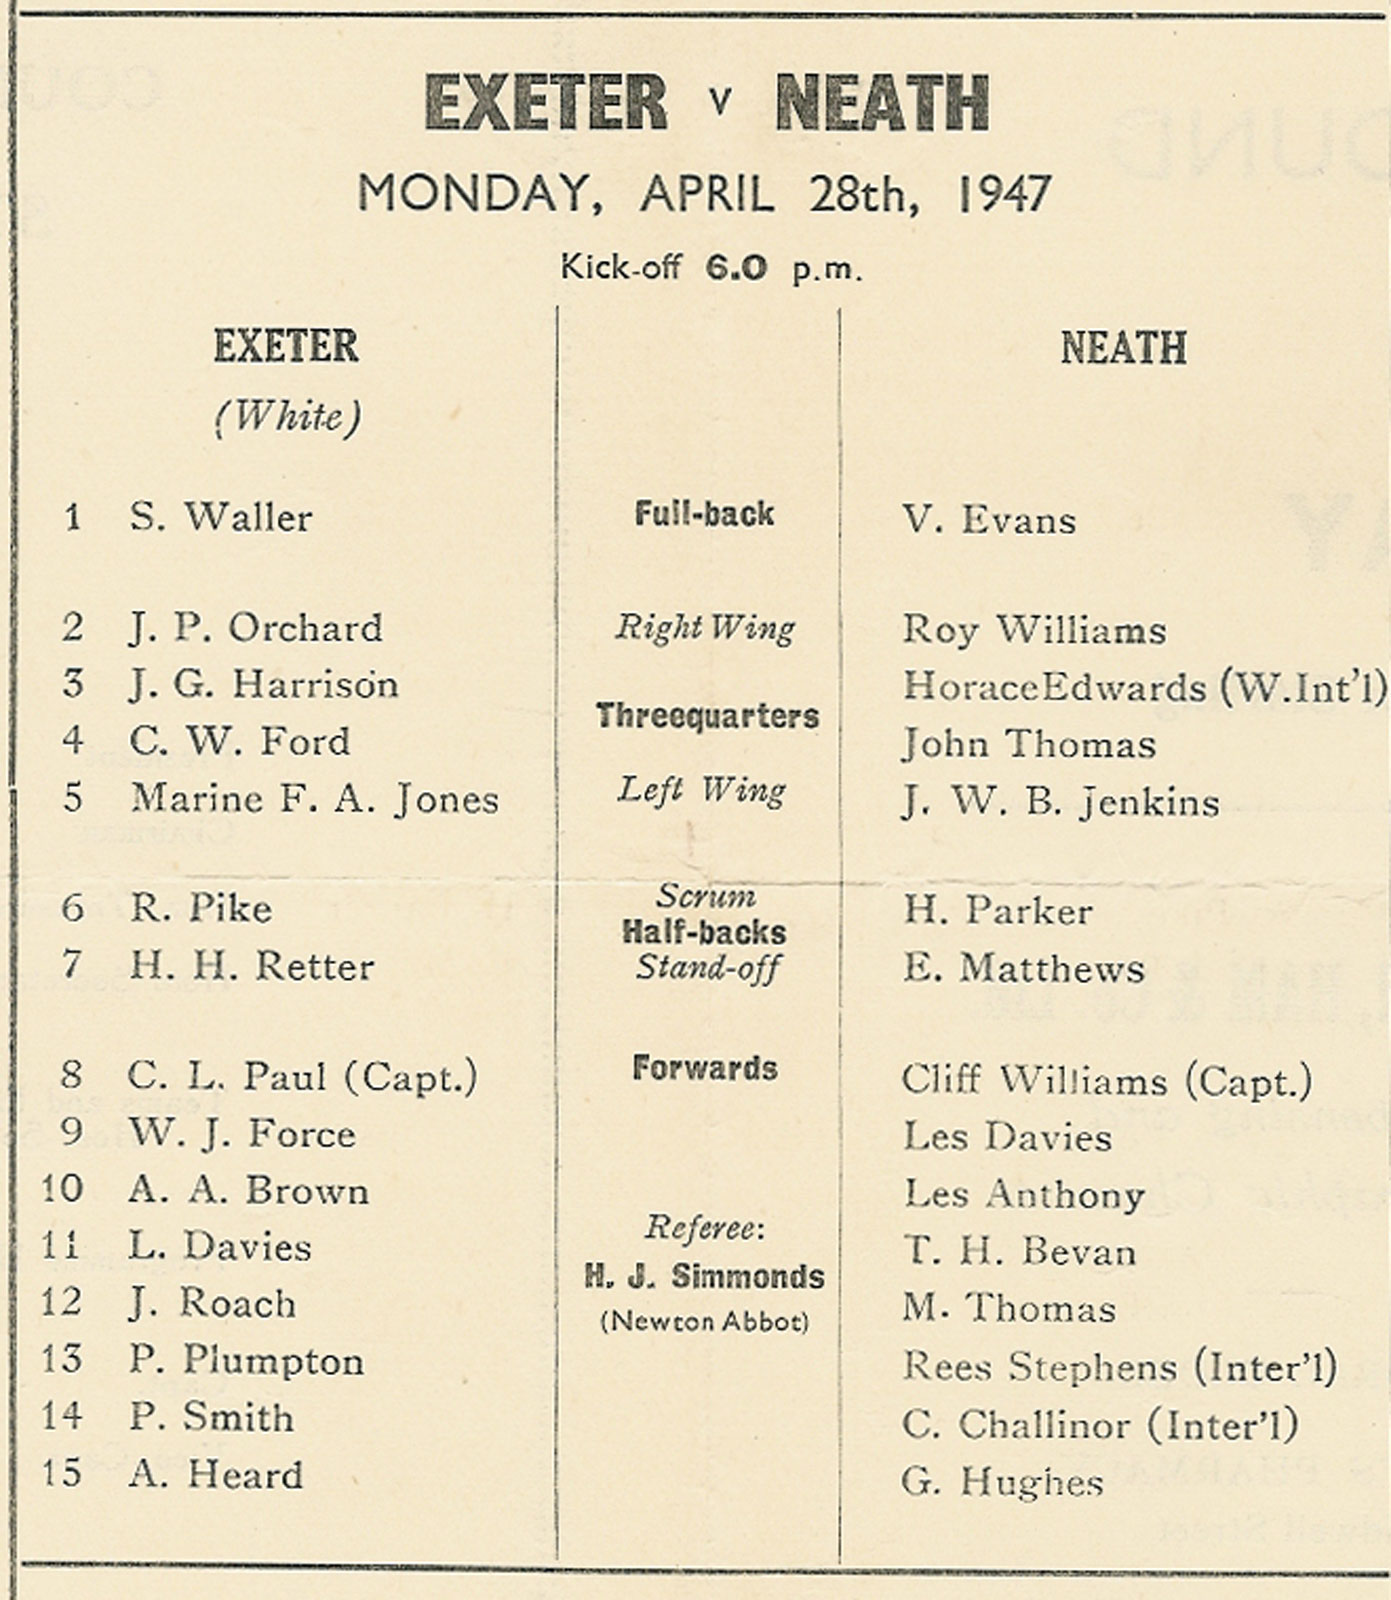 EXETER v NEATH
MONDAY, APRIL 28th, 1947
Kick-off 6.0 p.m.
EXETER NEATH
(White)
1 S. Waller Full-back V. Evans
2 J. P. Orchard Right Wing Roy Williams
3 J. G. Harrison HoraceEdwards (W.Int'l)
Threequarters
4 C. W. Ford John Thomas
5 Marine F. A. Jones Left Wing J. W. B. Jenkins
6 R. Pike Scrum H. Parker
Half-backs
7 H. H. Retter Stand-off E. Matthews
8 C. L. Paul (Capt.) Forwards Cliff Williams (Capt.)
9 W. J. Force Les Davies
10 A. A. Brown Les Anthony
Referee:
11 L. Davies T. H. Bevan
H. J. Simmonds
12 J. Roach M. Thomas
(Newton Abbot)
13 P. Plumpton Rees Stephens (Inter'l)
14 P. Smith C. Challinor (Inter'l)
15 A. Heard G. Hughes